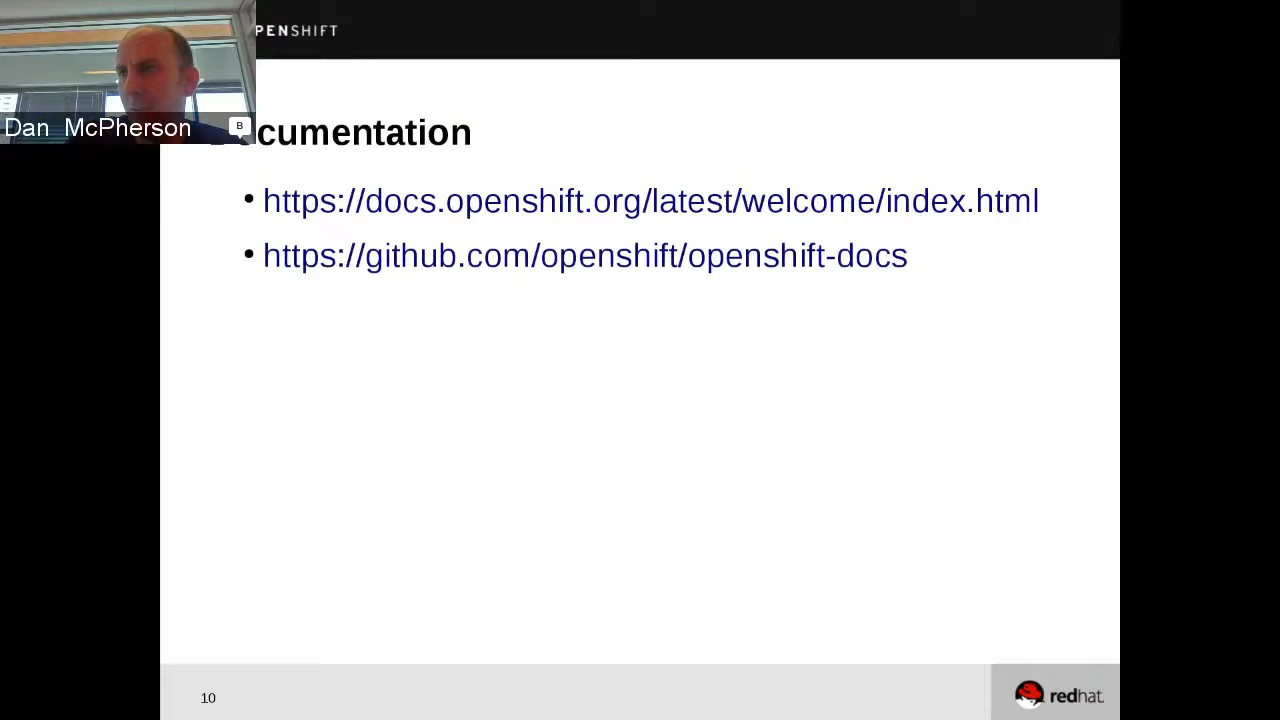 PENSHIFT
Dan McPherson
B
cumentation
• https://docs.openshift.org/latest/welcome/index.html
• https://github.com/openshift/openshift-docs
10
redhat.